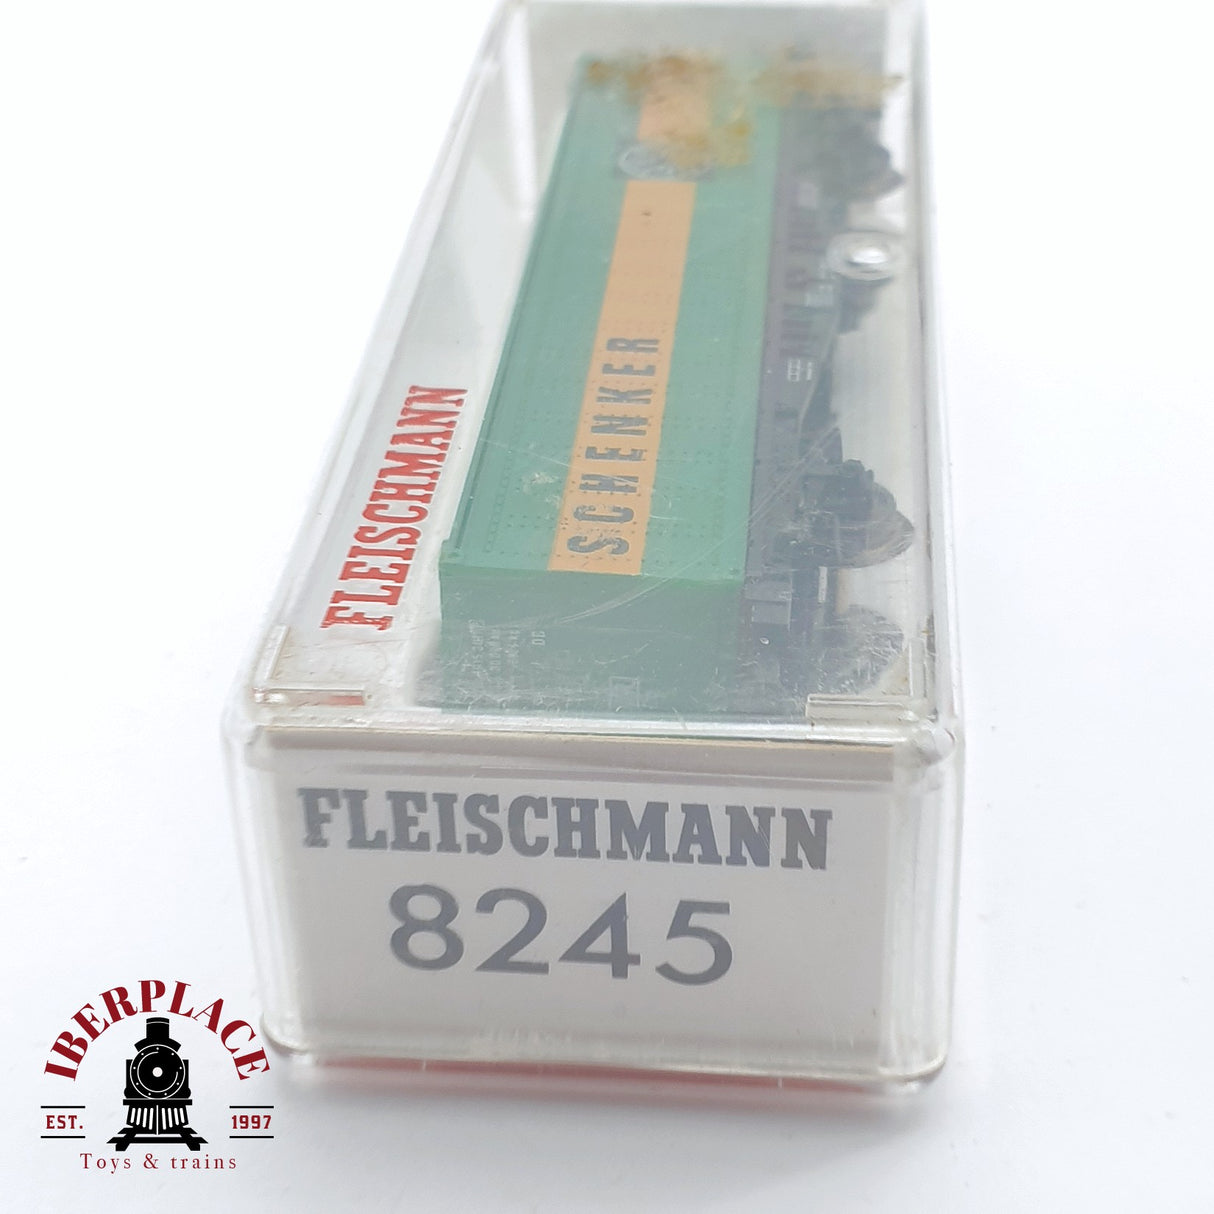 SCHENKER
FLEISCHMANN
FLEISCHMANN
8245
IBERPLACE
EST. 1997
Toys & trains